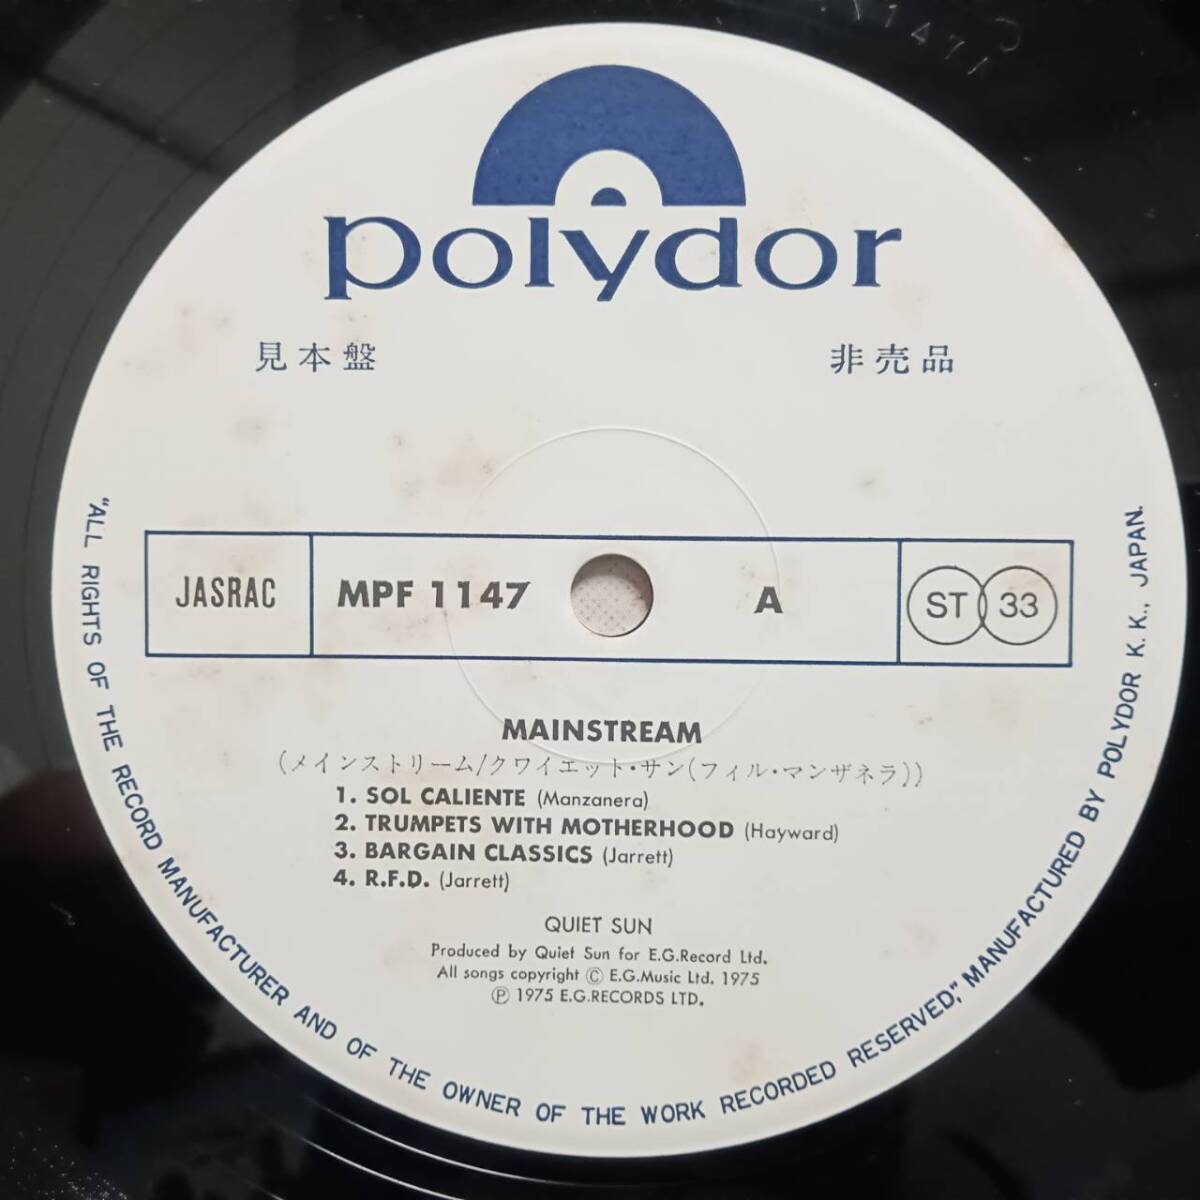 polydor
見本盤 非売品
JASRAC MPF 1147 A ST 33
MAINSTREAM
(メインストリーム/クワイエット・サン(フィル・マンザネラ))
1. SOL CALIENTE (Manzanera)
2. TRUMPETS WITH MOTHERHOOD (Hayward)
3. BARGAIN CLASSICS (Jarrett)
4. R.F.D. (Jarrett)
QUIET SUN
Produced by Quiet Sun for E.G.Record Ltd.
All songs copyright © E.G.Music Ltd. 1975
℗ 1975 E.G.RECORDS LTD.
"ALL RIGHTS OF THE RECORD MANUFACTURER AND OF THE OWNER OF THE WORK RECORDED RESERVED," MANUFACTURED BY POLYDOR K. K., JAPAN.